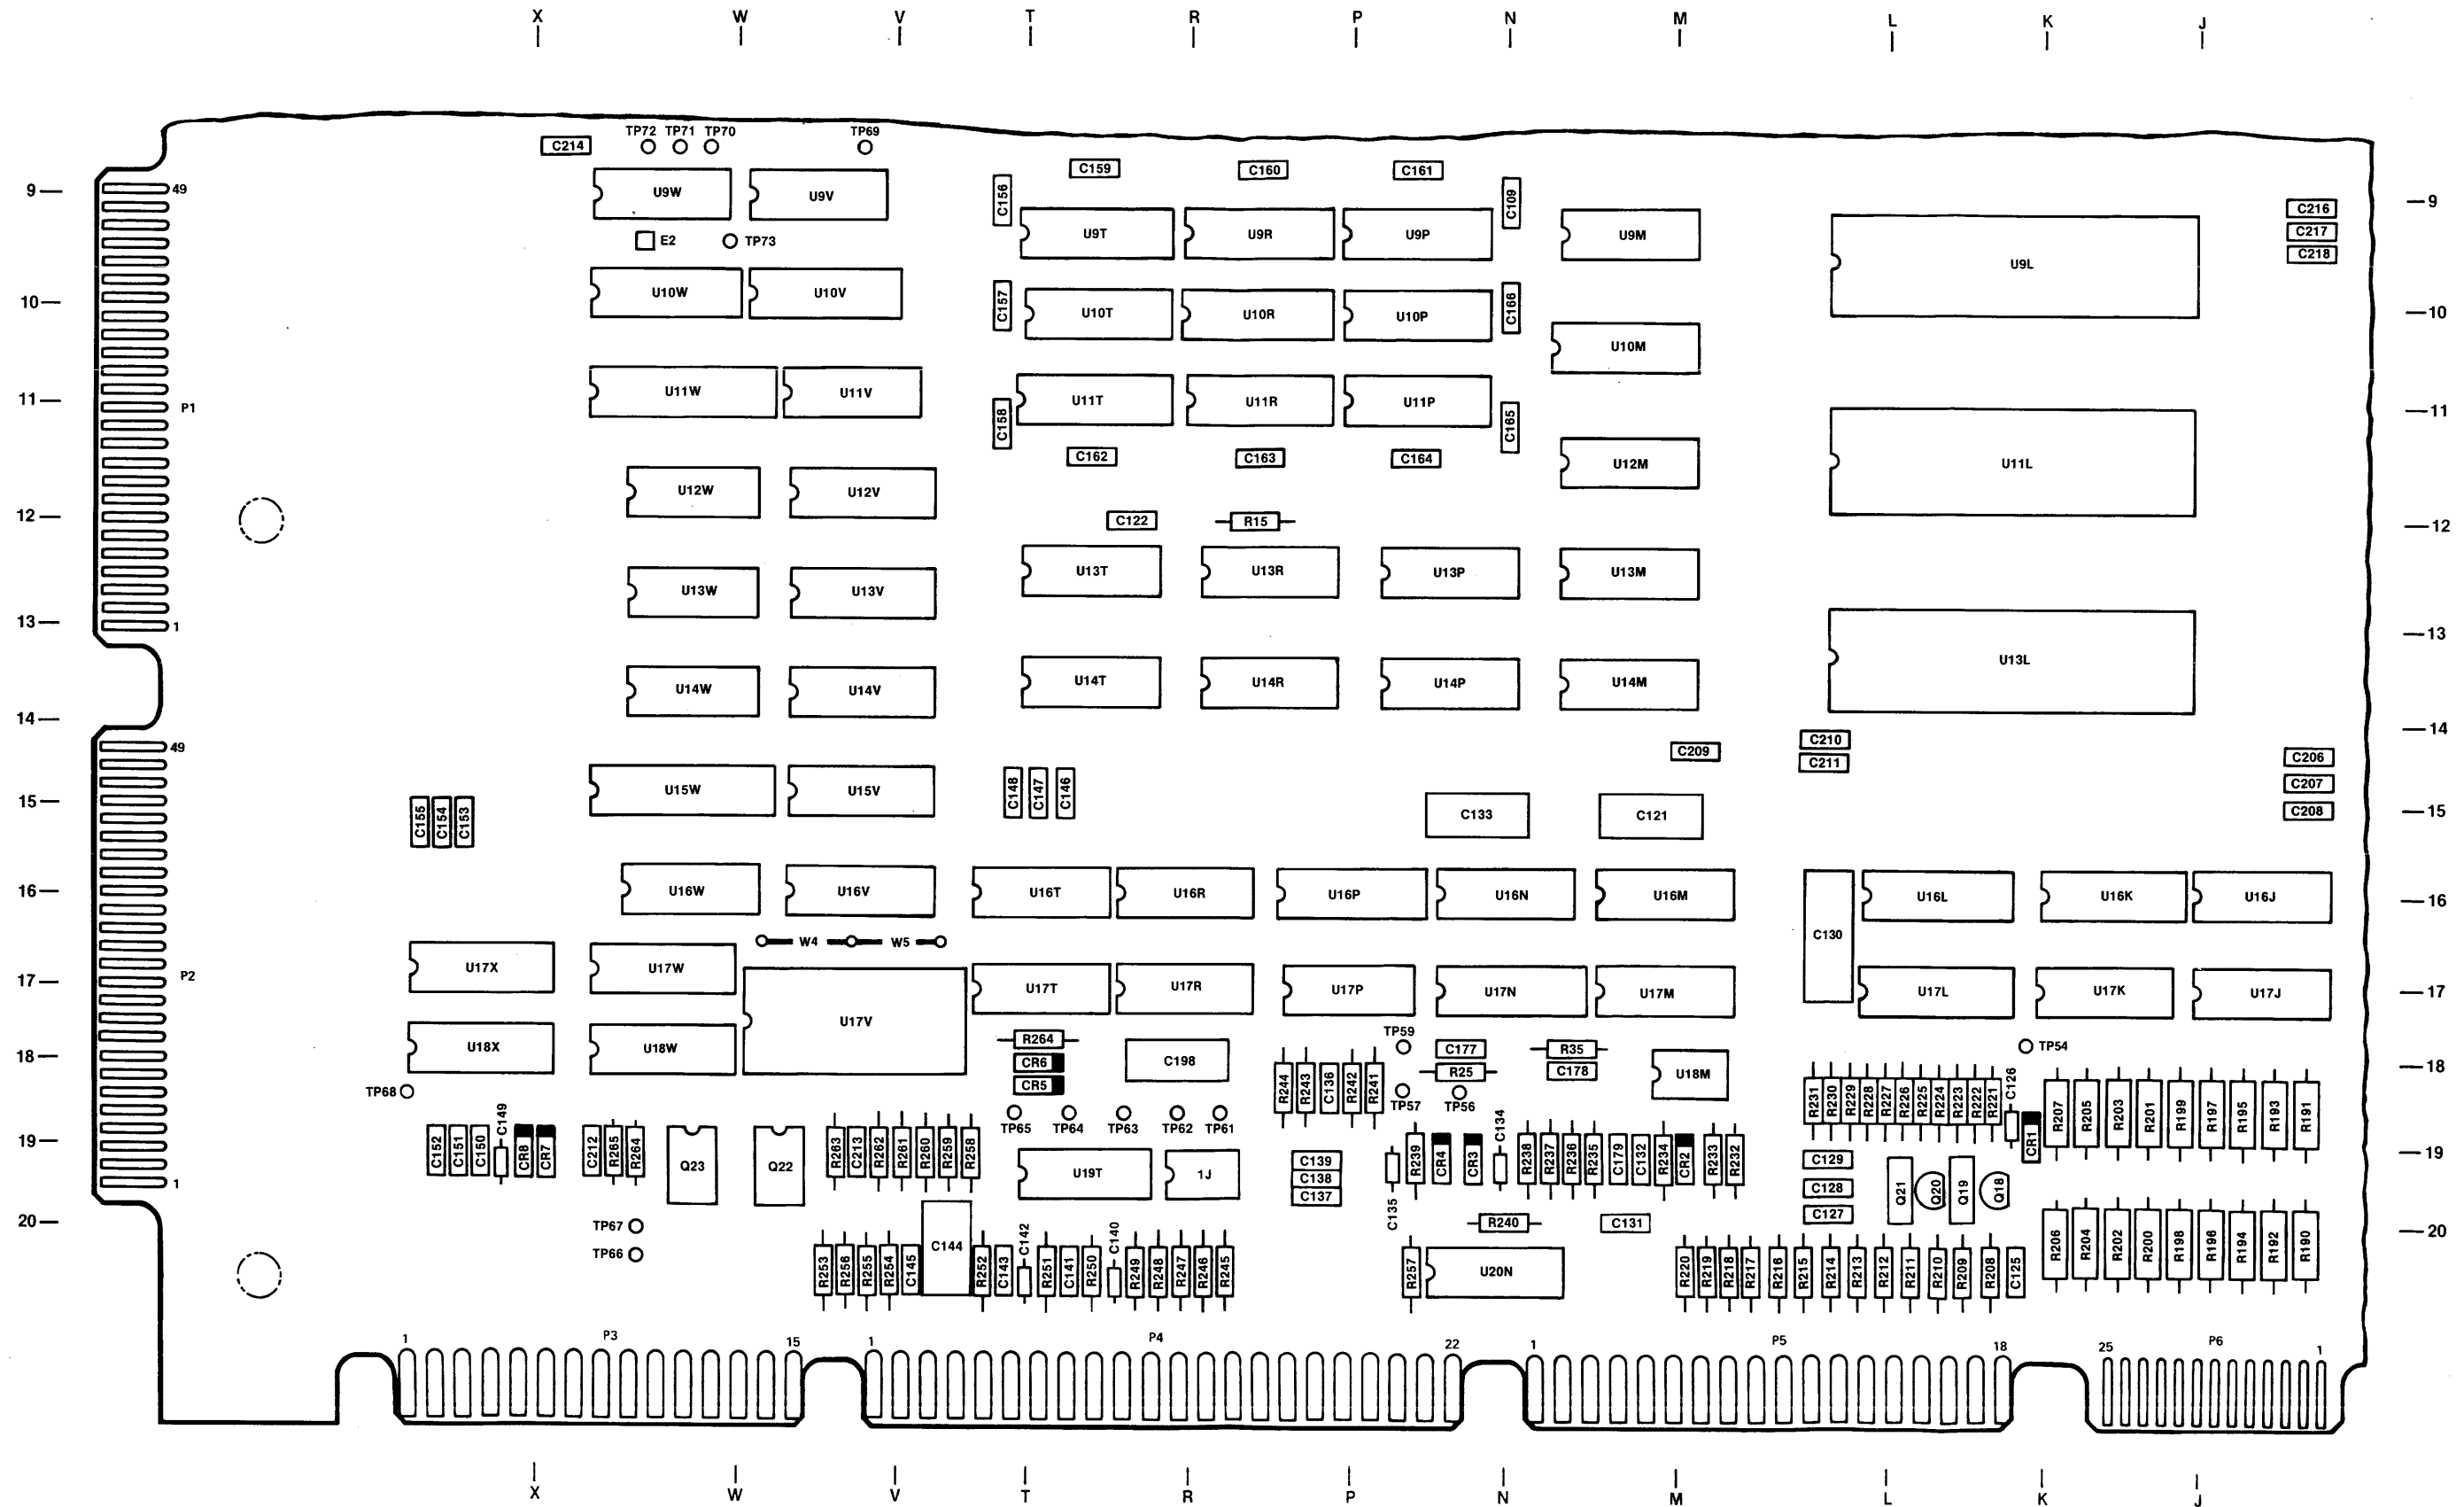 X W V T R P N M L K J
TP72 TP71 TP70 TP69
C214
C159 C160 C161
9 49 U9W U9V C156 C109 9
C216
U9T U9R U9P U9M C217
E2 TP73 C218
U9L
10 U10W U10V C157 U10T U10R U10P C166 10
U10M
11 P1 U11W U11V C158 U11T U11R U11P C165 11
C162 C163 C164 U12M U11L
U12W U12V
12 C122 R15 12
U13T U13R U13P U13M
U13W U13V
13 1 13
U13L
U14W U14V U14T U14R U14P U14M
14 14
49 C209 C210
C211 C206
U15W U15V C148 C147 C146 C207
15 C155 C154 C153 C133 C121 C208 15
16 U16W U16V U16T U16R U16P U16N U16M U16L U16K U16J 16
W4 W5 C130
17 P2 U17X U17W U17T U17R U17P U17N U17M U17L U17K U17J 17
U17V
TP59
R264 C177 R35 TP54
18 U18X U18W CR6 C198 R25 C178 U18M 18
CR5
TP68 R244 R243 C136 R242 R241 TP57 TP56 R231 R230 R229 R228 R227 R226 R225 R224 R223 R222 R221 C126 R207 R205 R203 R201 R199 R197 R195 R193 R191
TP65 TP64 TP63 TP62 TP61
19 C152 C151 C150 C149 CR8 CR7 C212 R265 R264 Q23 Q22 R263 C213 R262 R261 R260 R259 R258 U19T 1J C139 R239 CR4 CR3 C134 R238 R237 R236 R235 C179 C132 R234 CR2 R233 R232 C129 CR1 19
1 C138 C128 Q21 Q20 Q19 Q18
C137 C135 C127
20 TP67 R240 C131 20
TP66 R253 R256 R255 R254 C145 C144 R252 C143 C142 R251 C141 R250 C140 R249 R248 R247 R246 R245 R257 U20N R220 R219 R218 R217 R216 R215 R214 R213 R212 R211 R210 R209 R208 C125 R206 R204 R202 R200 R198 R196 R194 R192 R190
1 P3 15 1 P4 22 1 P5 18 25 P6 1
X W V T R P N M L K J